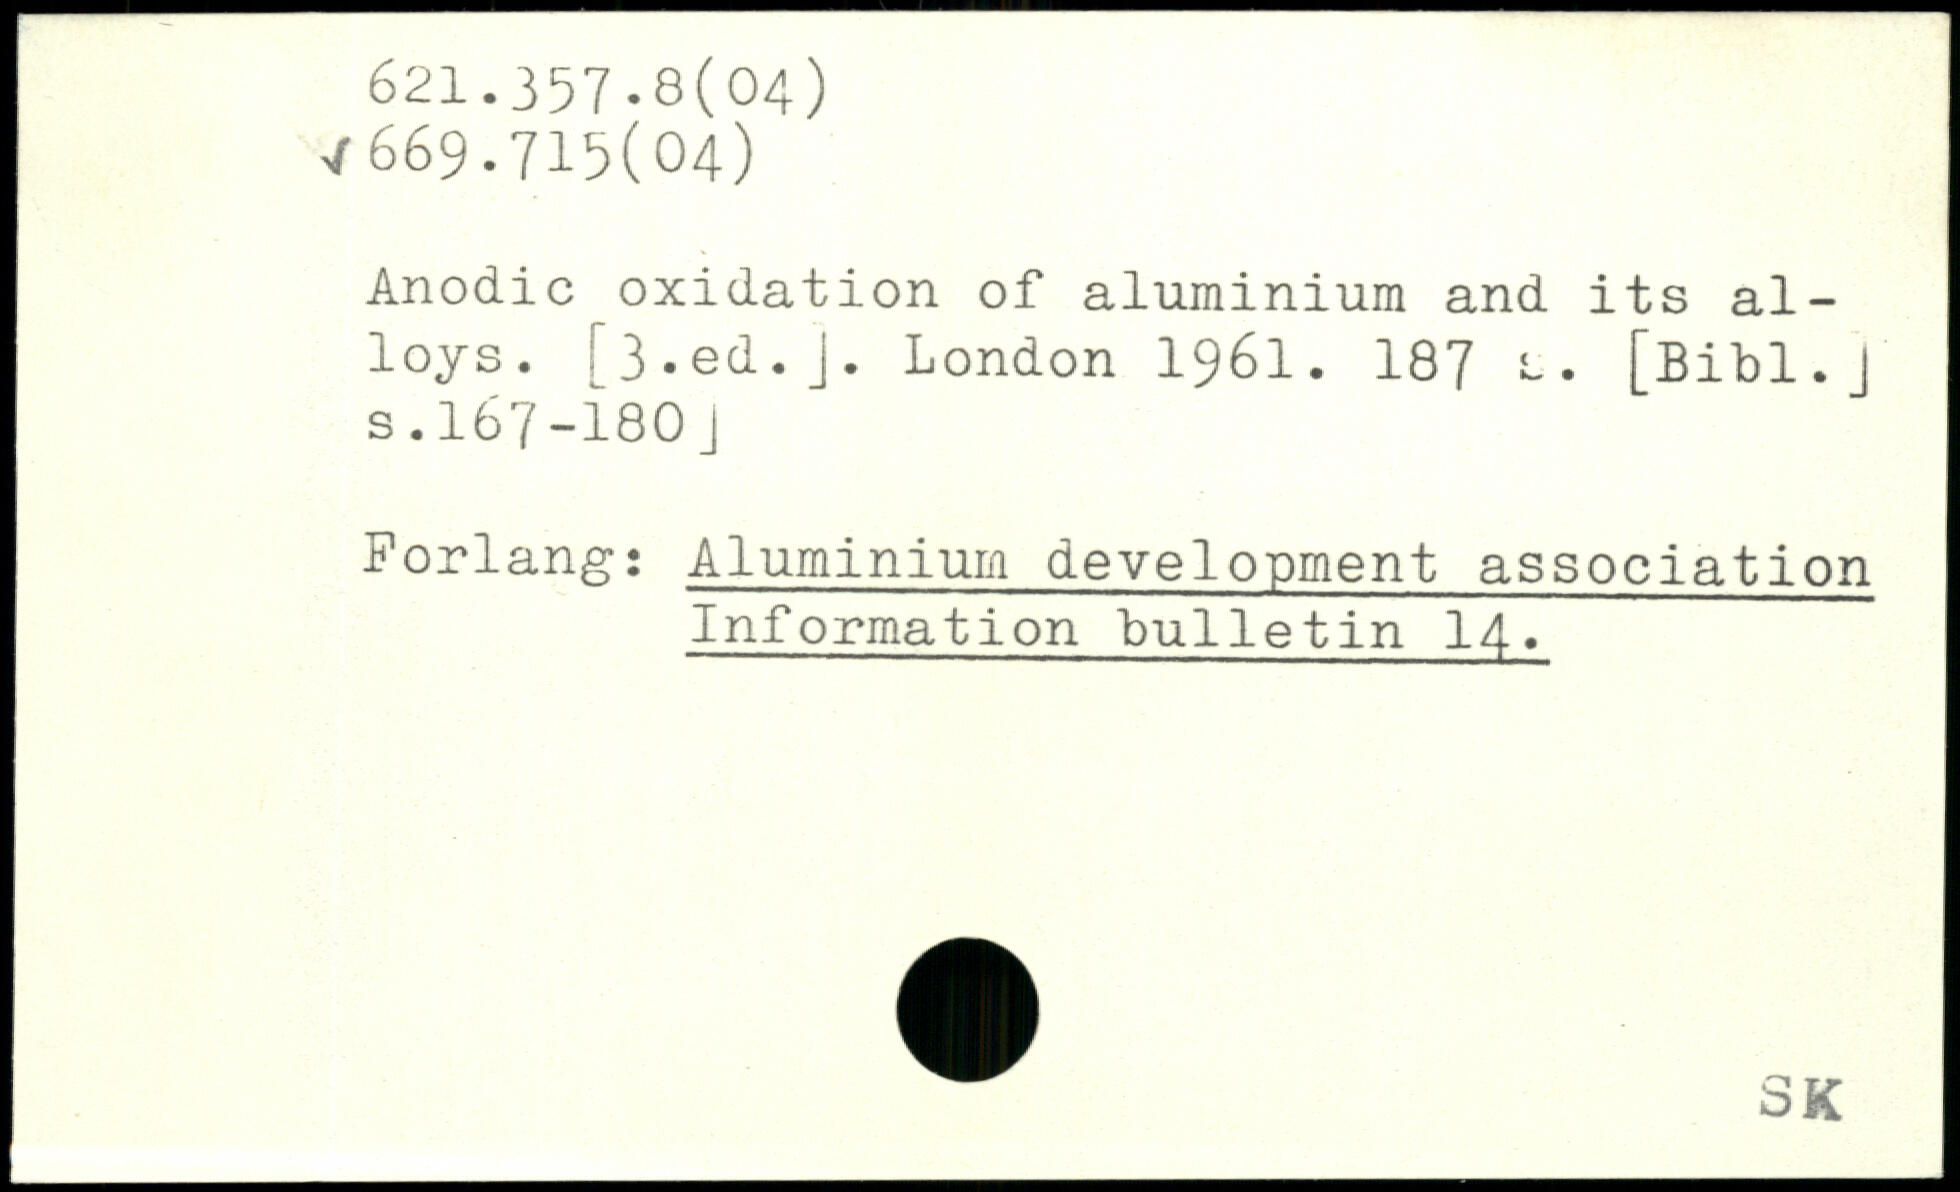 621.357.8(04)
✓669.715(04)
Anodic oxidation of aluminium and its al-
loys. [3.ed.]. London 1961. 187 s. [Bibl.]
s.167-180]
Forlang: Aluminium development association
Information bulletin 14.
SK